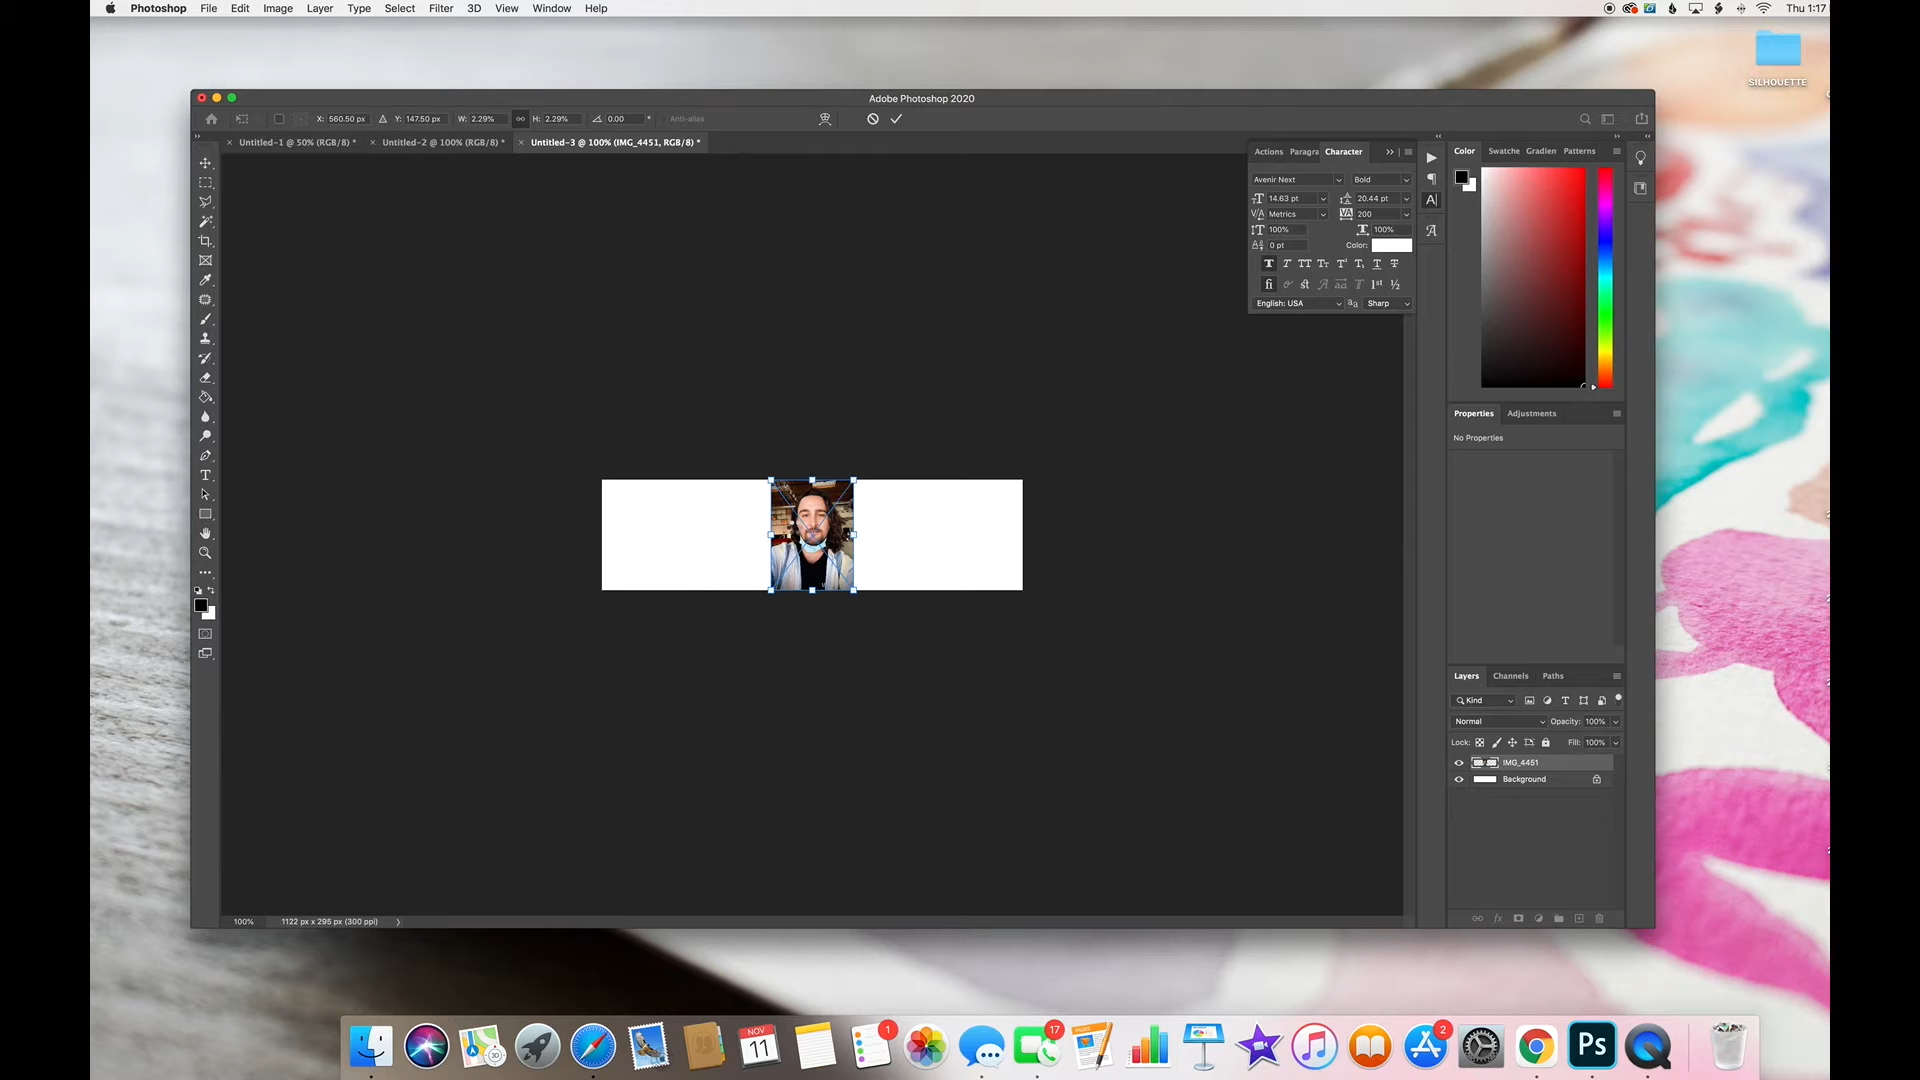 Photoshop File Edit Image Layer Type Select Filter 3D View Window Help Thu 1:17
SILHOUETTE
Adobe Photoshop 2020
X: 560.50 px Y: 147.50 px W: 2.29% H: 2.29% 0.00 ° Anti-alias
Untitled-1 @ 50% (RGB/8) * Untitled-2 @ 100% (RGB/8) * Untitled-3 @ 100% (IMG_4451, RGB/8) *
Actions Paragra Character
Color Swatche Gradien Patterns
Avenir Next Bold
14.63 pt 20.44 pt
Metrics 200
100% 100%
0 pt Color:
English: USA Sharp
Properties Adjustments
No Properties
Layers Channels Paths
Kind
Normal Opacity: 100%
Lock: Fill: 100%
IMG_4451
Background
100% 1122 px x 295 px (300 ppi)
NOV
11
3D
1
17
PAGES
2
Ps